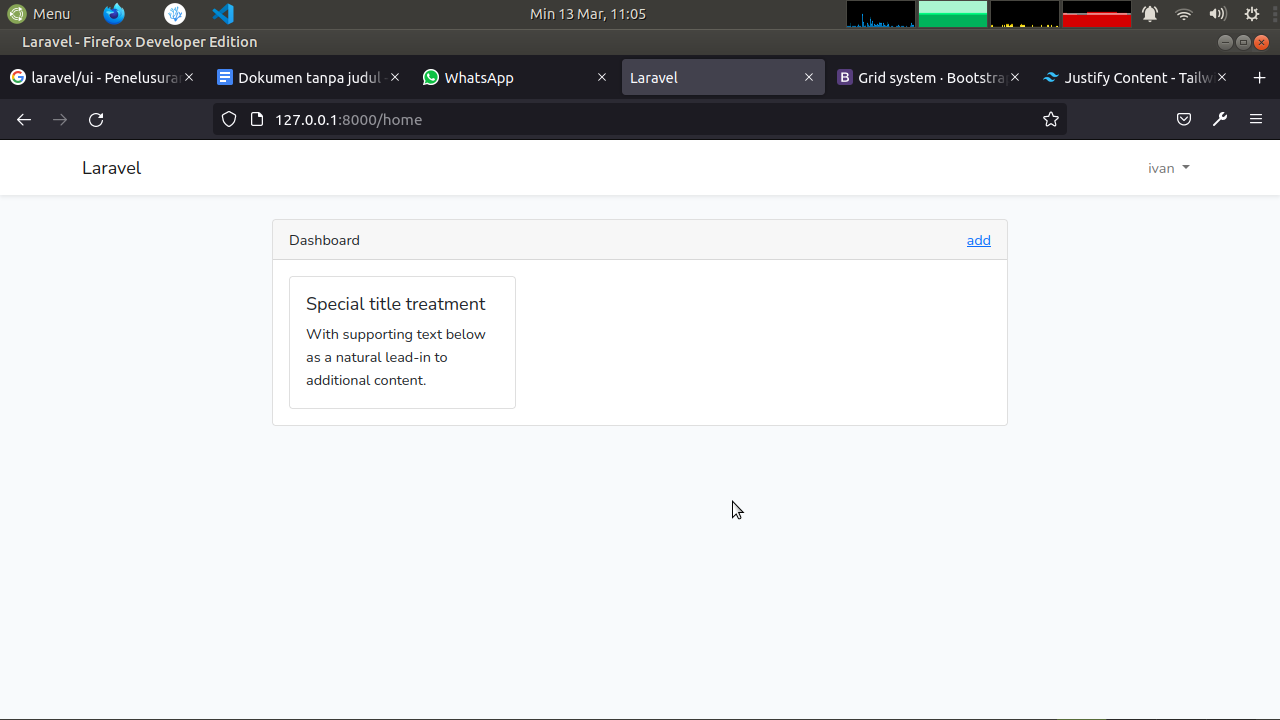 Menu
Min 13 Mar, 11:05
Laravel - Firefox Developer Edition
laravel/ui - Penelusuran
Dokumen tanpa judul -
WhatsApp
Laravel
Grid system · Bootstrap
Justify Content - Tailw
127.0.0.1:8000/home
Laravel
ivan
Dashboard
add
Special title treatment
With supporting text below
as a natural lead-in to
additional content.